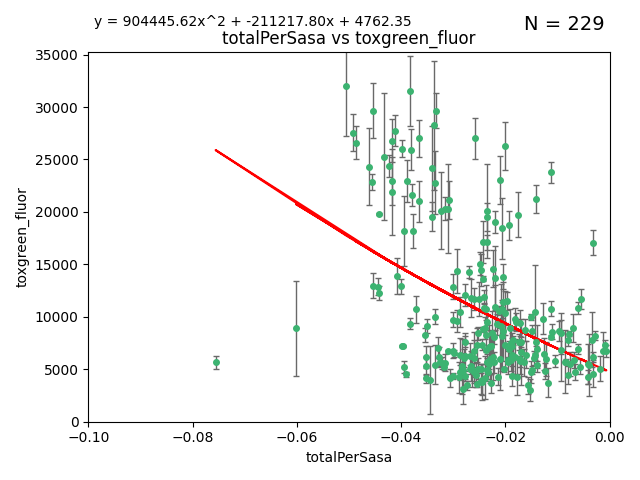 y = 904445.62x^2 + -211217.80x + 4762.35
N = 229
totalPerSasa vs toxgreen_fluor
35000
30000
25000
20000
15000
10000
5000
0
toxgreen_fluor
−0.10
−0.08
−0.06
−0.04
−0.02
0.00
totalPerSasa